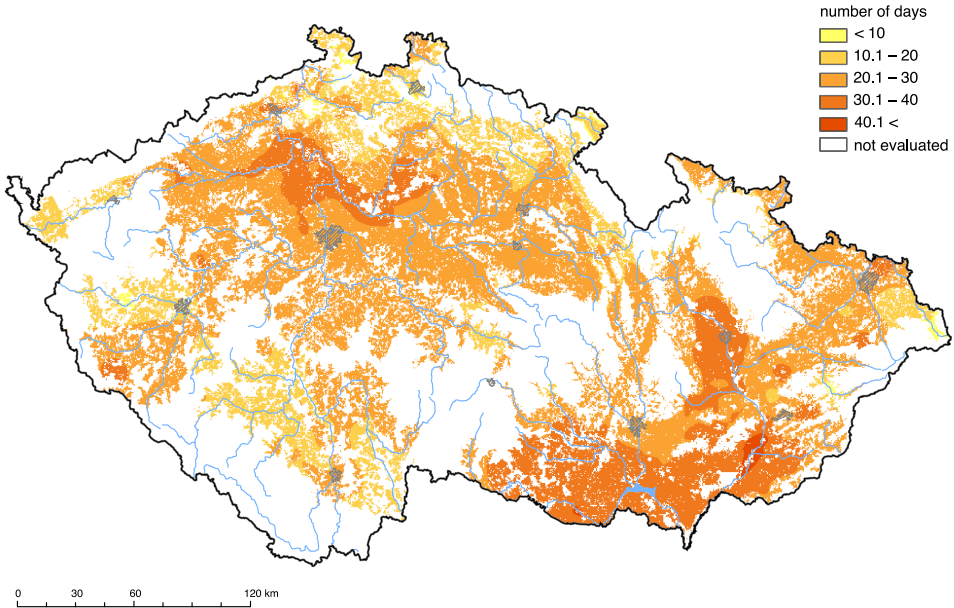 number of days
< 10
10.1 – 20
20.1 – 30
30.1 – 40
40.1 <
not evaluated
0 30 60 120 km